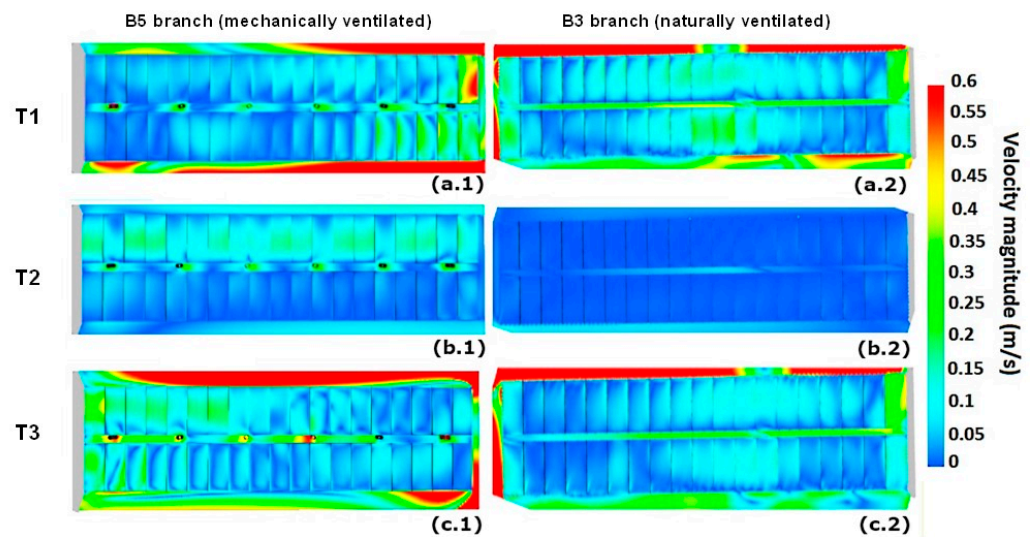 B5 branch (mechanically ventilated)
B3 branch (naturally ventilated)
T1
(a.1)
(a.2)
T2
(b.1)
(b.2)
T3
(c.1)
(c.2)
0.6
0.55
0.5
0.45
0.4
0.35
0.3
0.25
0.2
0.15
0.1
0.05
0
Velocity magnitude (m/s)